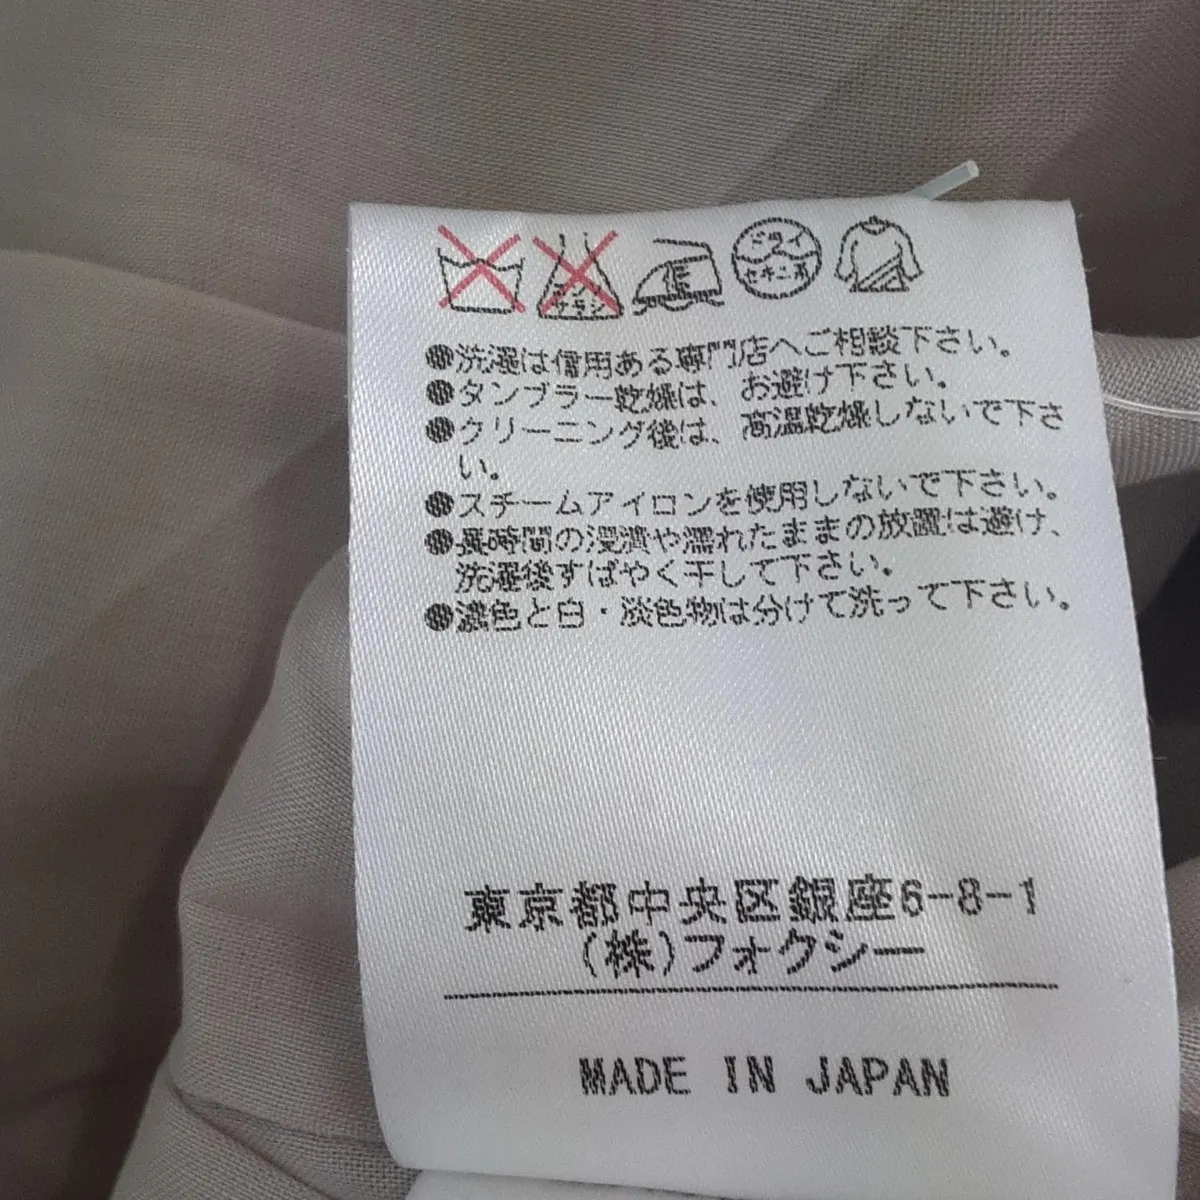 エンソ
サラシ
中
ドライ
セキユ系
●洗濯は信用ある専門店へご相談下さい。
●タンブラー乾燥は、お避け下さい。
●クリーニング後は、高温乾燥しないで下さ
い。
●スチームアイロンを使用しないで下さい。
●長時間の浸漬や濡れたままの放置は避け、
洗濯後すばやく干して下さい。
●濃色と白・淡色物は分けて洗って下さい。
東京都中央区銀座6-8-1
(株)フォクシー
MADE IN JAPAN